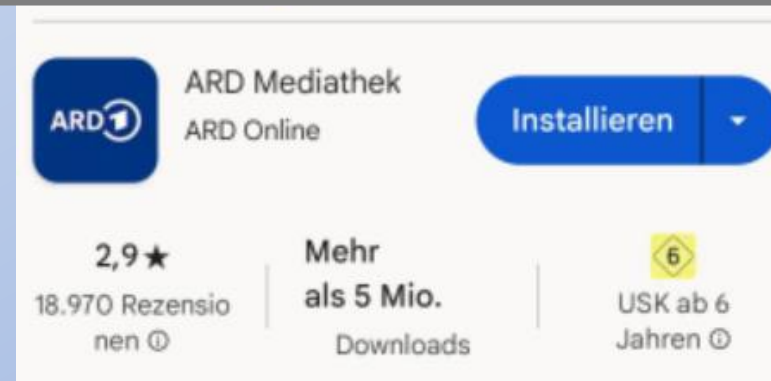 ARD 1
ARD Mediathek
ARD Online
Installieren
2,9★
18.970 Rezensio
nen ⓘ
Mehr
als 5 Mio.
Downloads
6
USK ab 6
Jahren ⓘ